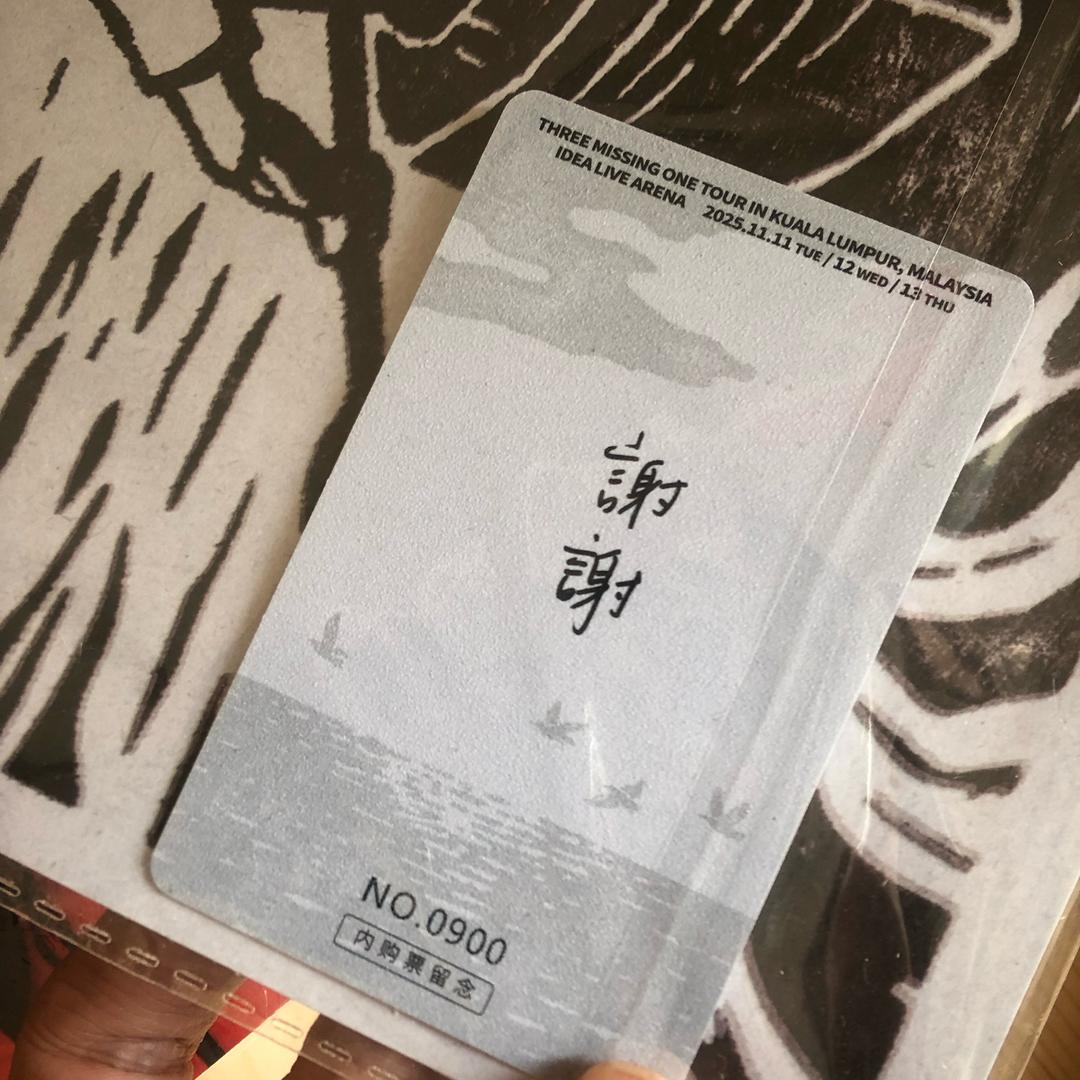 THREE MISSING ONE TOUR IN KUALA LUMPUR, MALAYSIA
IDEA LIVE ARENA 2025.11.11 TUE / 12 WED / 13 THU
謝
謝
NO.0900
内购票留念